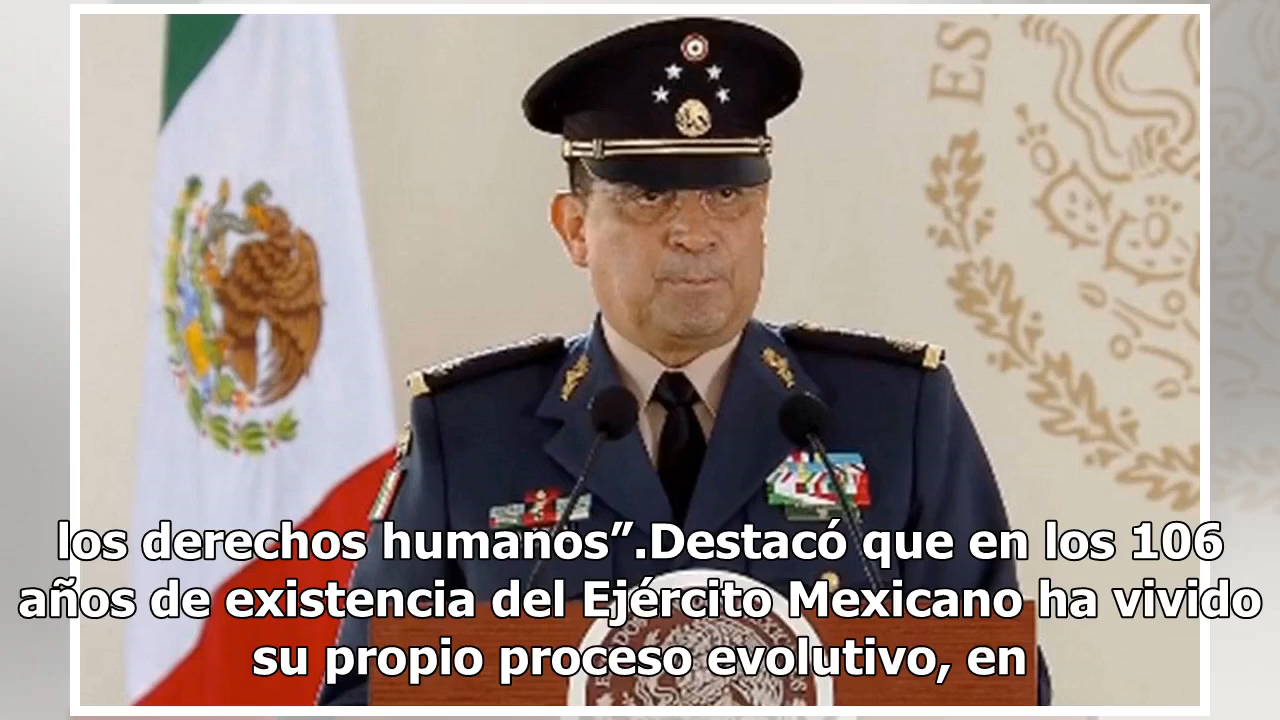 ES
los derechos humanos”.Destacó que en los 106
años de existencia del Ejército Mexicano ha vivido
su propio proceso evolutivo, en